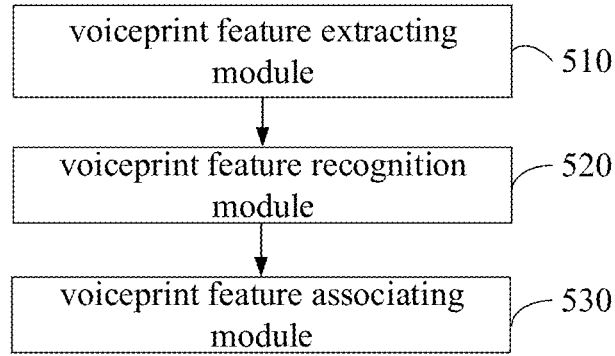 voiceprint feature extracting
module
510
voiceprint feature recognition
module
520
voiceprint feature associating
module
530